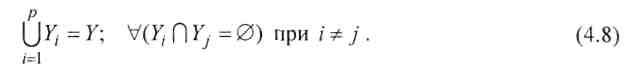 ⋃_{i=1}^{p} Y_i = Y; ∀(Y_i ⋂ Y_j = ∅) при i ≠ j . (4.8)